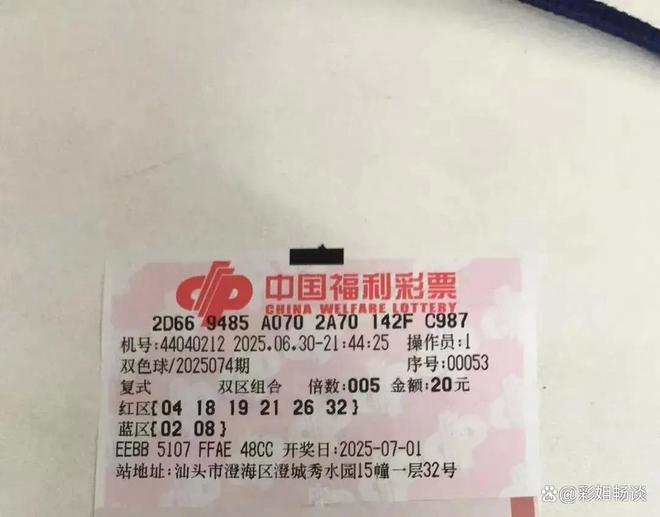 中国福利彩票
CHINA WELFARE LOTTERY
2D66 9485 A070 2A70 142F C987
机号:44040212 2025.06.30-21:44:25 操作员:1
双色球/2025074期 序号:00053
复式 双区组合 倍数:005 金额:20元
红区{04 18 19 21 26 32}
蓝区{02 08}
EEBB 5107 FFAE 48CC 开奖日:2025-07-01
站地址:汕头市澄海区澄城秀水园15幢一层32号
@彩妲畅谈